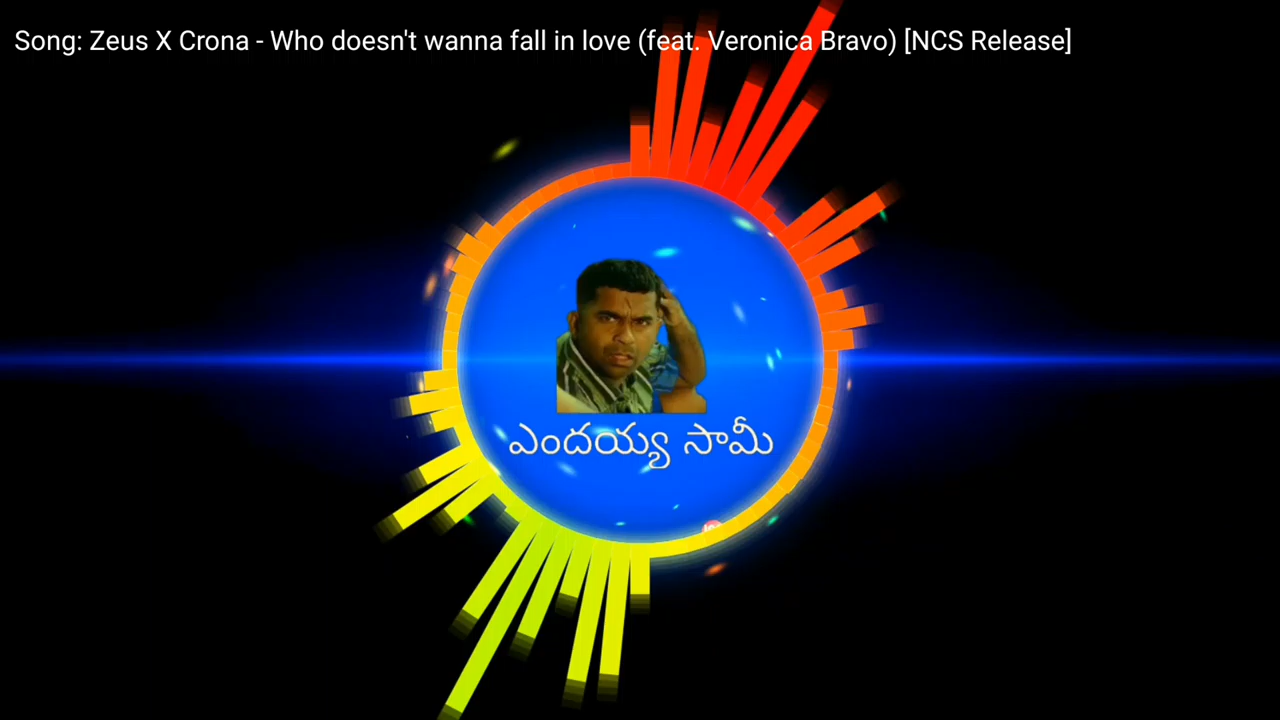 Song: Zeus X Crona - Who doesn't wanna fall in love (feat. Veronica Bravo) [NCS Release]
ఎందయ్య సామీ